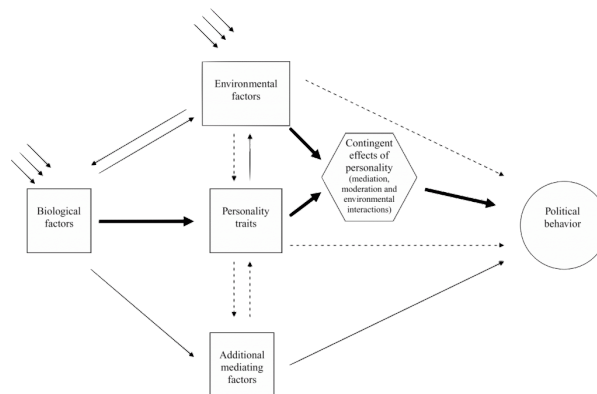 Environmental
factors
Contingent
effects of
personality
(mediation,
moderation and
environmental
interactions)
Biological
factors
Personality
traits
Political
behavior
Additional
mediating
factors